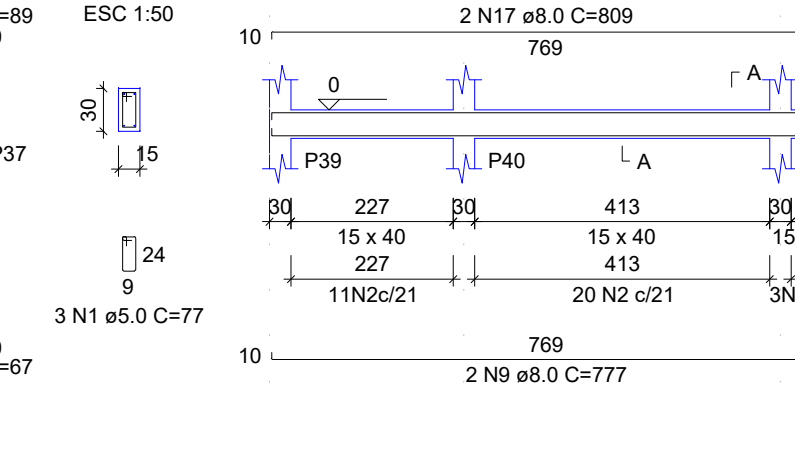 =89
ESC 1:50
2 N17 ø8.0 C=809
10
769
A
0
30
15
P37
P39
P40
A
30
227
30
413
30
15 x 40
15 x 40
15
24
227
413
9
11N2c/21
20 N2 c/21
3N
3 N1 ø5.0 C=77
769
10
=67
2 N9 ø8.0 C=777